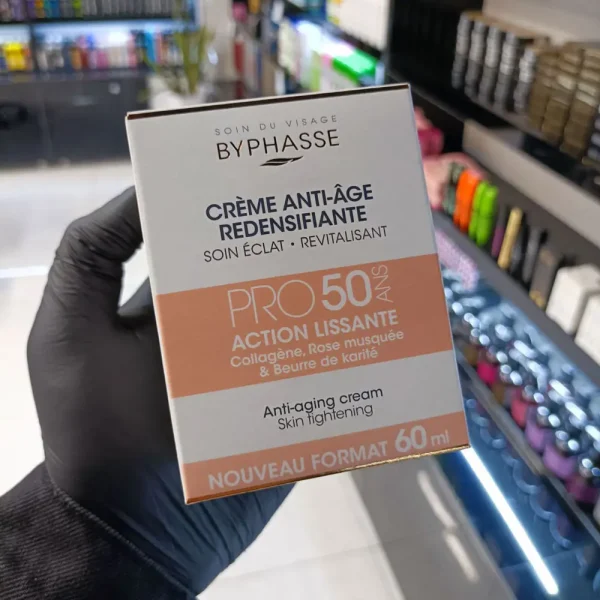 SOIN DU VISAGE
BYPHASSE
CRÈME ANTI-ÂGE
REDENSIFIANTE
SOIN ÉCLAT • REVITALISANT
PRO 50 ANS
ACTION LISSANTE
Collagène, Rose musquée
& Beurre de karité
Anti-aging cream
Skin tightening
NOUVEAU FORMAT 60 ml